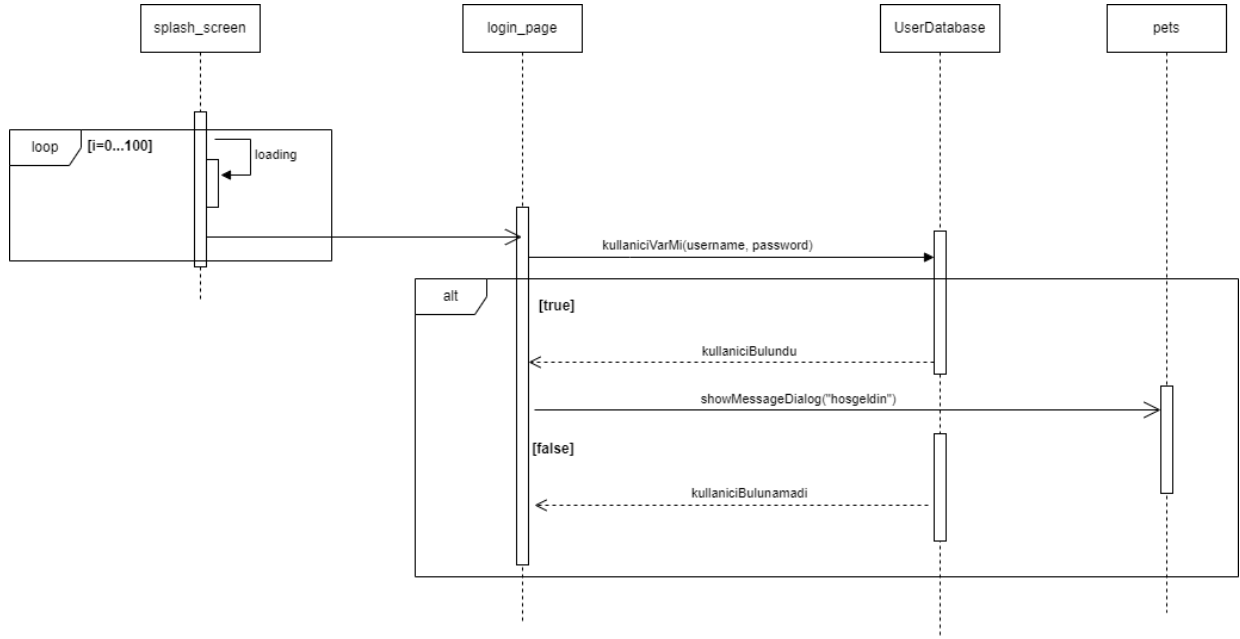 splash_screen
login_page
UserDatabase
pets
loop
[i=0...100]
loading
kullaniciVarMi(username, password)
alt
[true]
kullaniciBulundu
showMessageDialog("hosgeldin")
[false]
kullaniciBulunamadi